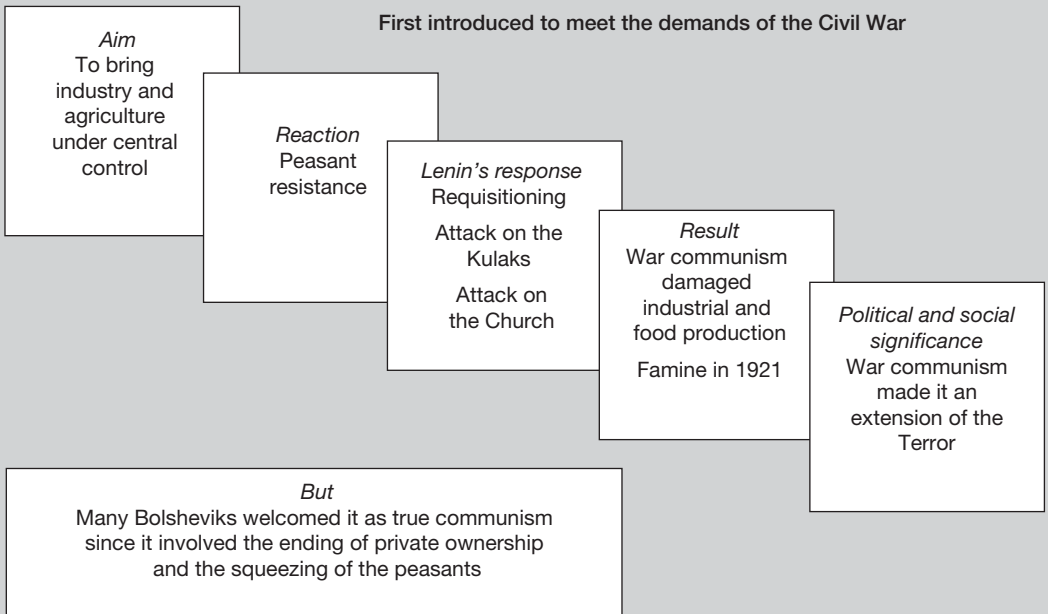 First introduced to meet the demands of the Civil War
Aim
To bring
industry and
agriculture
under central
control
Reaction
Peasant
resistance
Lenin's response
Requisitioning
Attack on the
Kulaks
Attack on
the Church
Result
War communism
damaged
industrial and
food production
Famine in 1921
Political and social
significance
War communism
made it an
extension of the
Terror
But
Many Bolsheviks welcomed it as true communism
since it involved the ending of private ownership
and the squeezing of the peasants